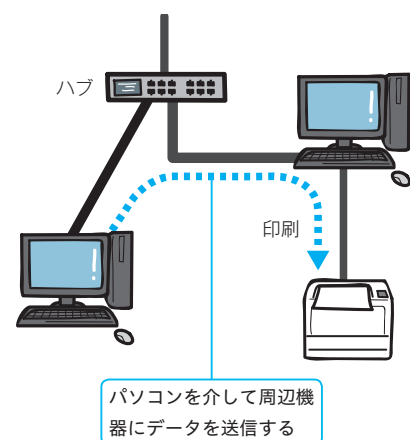 ハブ
印刷
パソコンを介して周辺機
器にデータを送信する